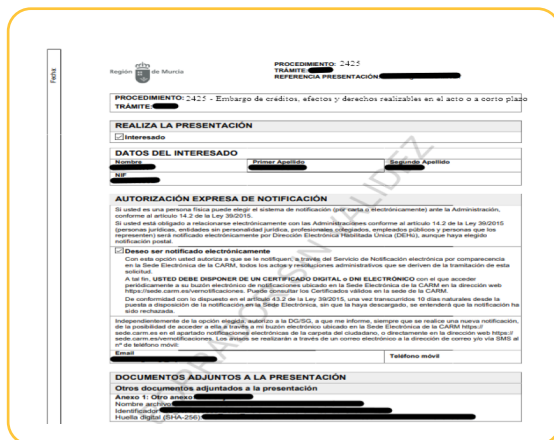 Fecha:
Región de Murcia
PROCEDIMIENTO: 2425
TRÁMITE:
REFERENCIA PRESENTACIÓN:
PROCEDIMIENTO: 2425 - Embargo de créditos, efectos y derechos realizables en el acto o a corto plazo
TRÁMITE:
REALIZA LA PRESENTACIÓN
Interesado
DATOS DEL INTERESADO
Nombre Primer Apellido Segundo Apellido
NIF
AUTORIZACIÓN EXPRESA DE NOTIFICACIÓN
Si usted es una persona física puede elegir el sistema de notificación (por carta o electrónicamente) ante la Administración,
conforme al artículo 14.2 de la Ley 39/2015.
Si usted está obligado a relacionarse electrónicamente con las Administraciones conforme al artículo 14.2 de la Ley 39/2015
(personas jurídicas, entidades sin personalidad jurídica, profesionales colegiados, empleados públicos y personas que los
representen) será notificado electrónicamente por Dirección Electrónica Habilitada Única (DEHú), aunque haya elegido
notificación postal.
Deseo ser notificado electrónicamente
Con esta opción usted autoriza a que se le notifiquen, a través del Servicio de Notificación electrónica por comparecencia
en la Sede Electrónica de la CARM, todos los actos y resoluciones administrativos que se deriven de la tramitación de esta
solicitud.
A tal fin, USTED DEBE DISPONER DE UN CERTIFICADO DIGITAL o DNI ELECTRÓNICO con el que acceder
periódicamente a su buzón electrónico de notificaciones ubicado en la Sede Electrónica de la CARM en la dirección web
https://sede.carm.es/vernotificaciones. Puede consultar los Certificados válidos en la sede de la CARM.
De conformidad con lo dispuesto en el artículo 43.2 de la Ley 39/2015, una vez transcurridos 10 días naturales desde la
puesta a disposición de la notificación en la Sede Electrónica, sin que la haya descargado, se entenderá que la notificación ha
sido rechazada.
Independientemente de la opción elegida, autorizo a la DG/SG, a que me informe, siempre que se realice una nueva notificación,
de la posibilidad de acceder a ella a través a mi buzón electrónico ubicado en la Sede Electrónica de la CARM https://
sede.carm.es en el apartado notificaciones electrónicas de la carpeta del ciudadano, o directamente en la dirección web https://
sede.carm.es/vernotificaciones. Los avisos se realizarán a través de un correo electrónico a la dirección de correo y/o vía SMS al
nº de teléfono móvil:
Email Teléfono móvil
DOCUMENTOS ADJUNTOS A LA PRESENTACIÓN
Otros documentos adjuntados a la presentación
Anexo 1: Otro anexo
Nombre archivo:
Identificador:
Huella digital (SHA-256):